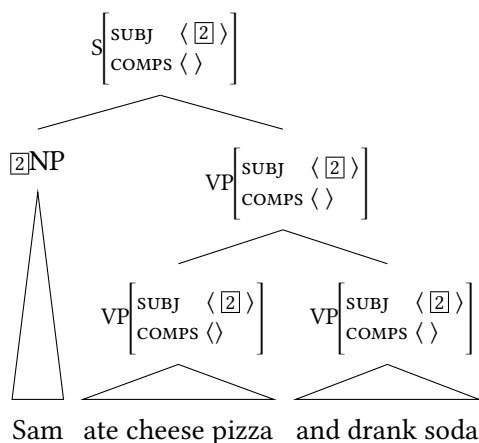 S[SUBJ ⟨ 2 ⟩
COMPS ⟨ ⟩]
2NP
VP[SUBJ ⟨ 2 ⟩
COMPS ⟨ ⟩]
VP[SUBJ ⟨ 2 ⟩
COMPS ⟨⟩]
VP[SUBJ ⟨ 2 ⟩
COMPS ⟨ ⟩]
Sam ate cheese pizza and drank soda